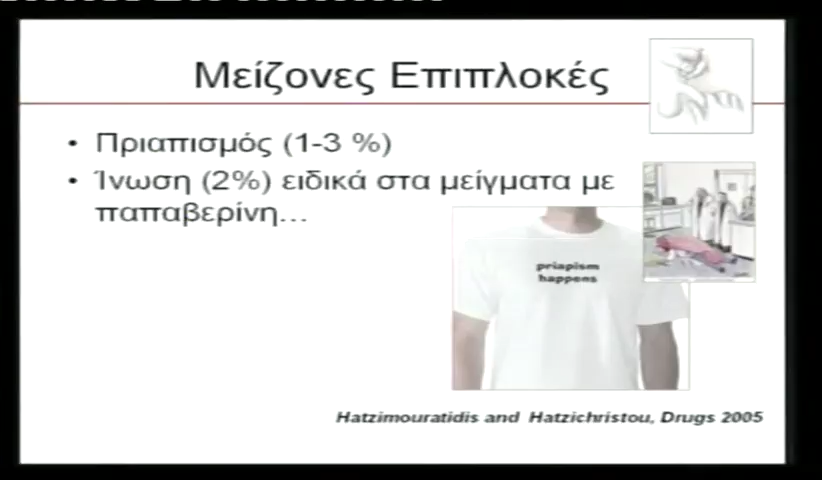 Μείζονες Επιπλοκές
• Πριαπισμός (1-3 %)
• Ίνωση (2%) ειδικά στα μείγματα με
παπαβερίνη...
priapism
happens
Hatzimouratidis and Hatzichristou, Drugs 2005